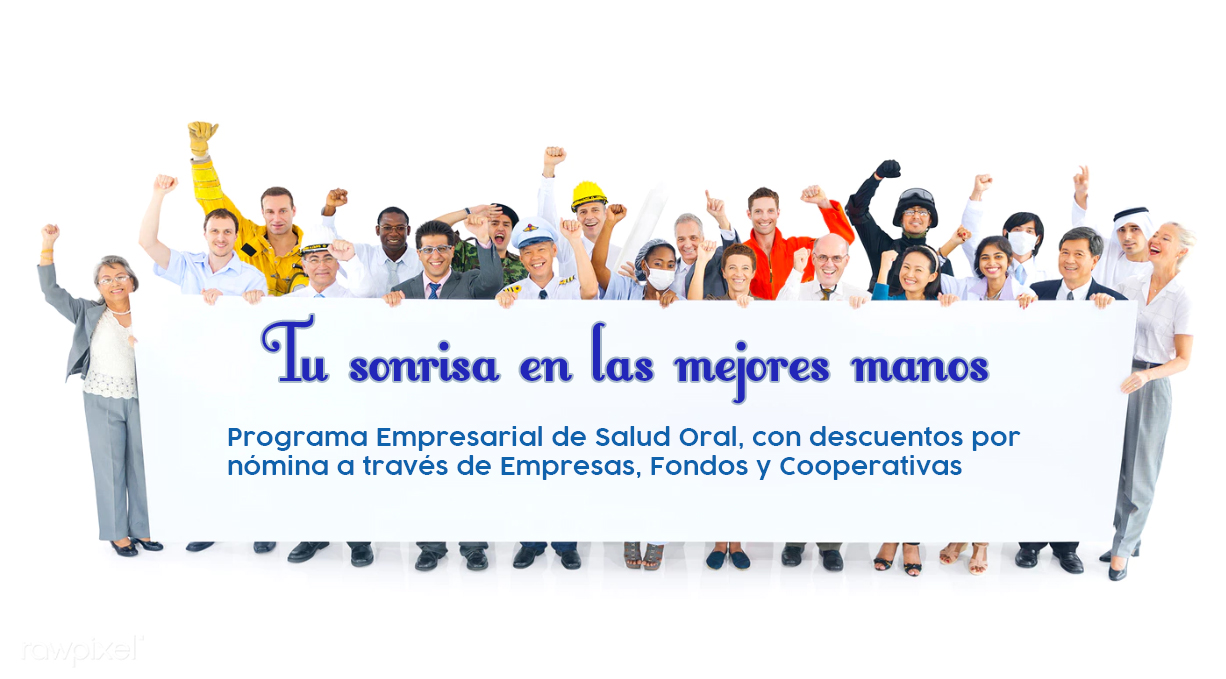 Tu sonrisa en las mejores manos
Programa Empresarial de Salud Oral, con descuentos por
nómina a través de Empresas, Fondos y Cooperativas
rawpixel